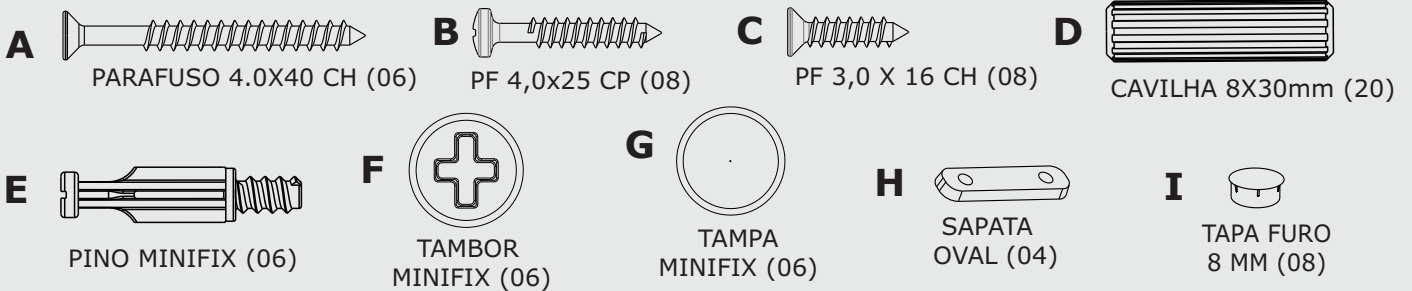 A
PARAFUSO 4.0X40 CH (06)
B
PF 4,0x25 CP (08)
C
PF 3,0 X 16 CH (08)
D
CAVILHA 8X30mm (20)
E
PINO MINIFIX (06)
F
TAMBOR
MINIFIX (06)
G
TAMPA
MINIFIX (06)
H
SAPATA
OVAL (04)
I
TAPA FURO
8 MM (08)